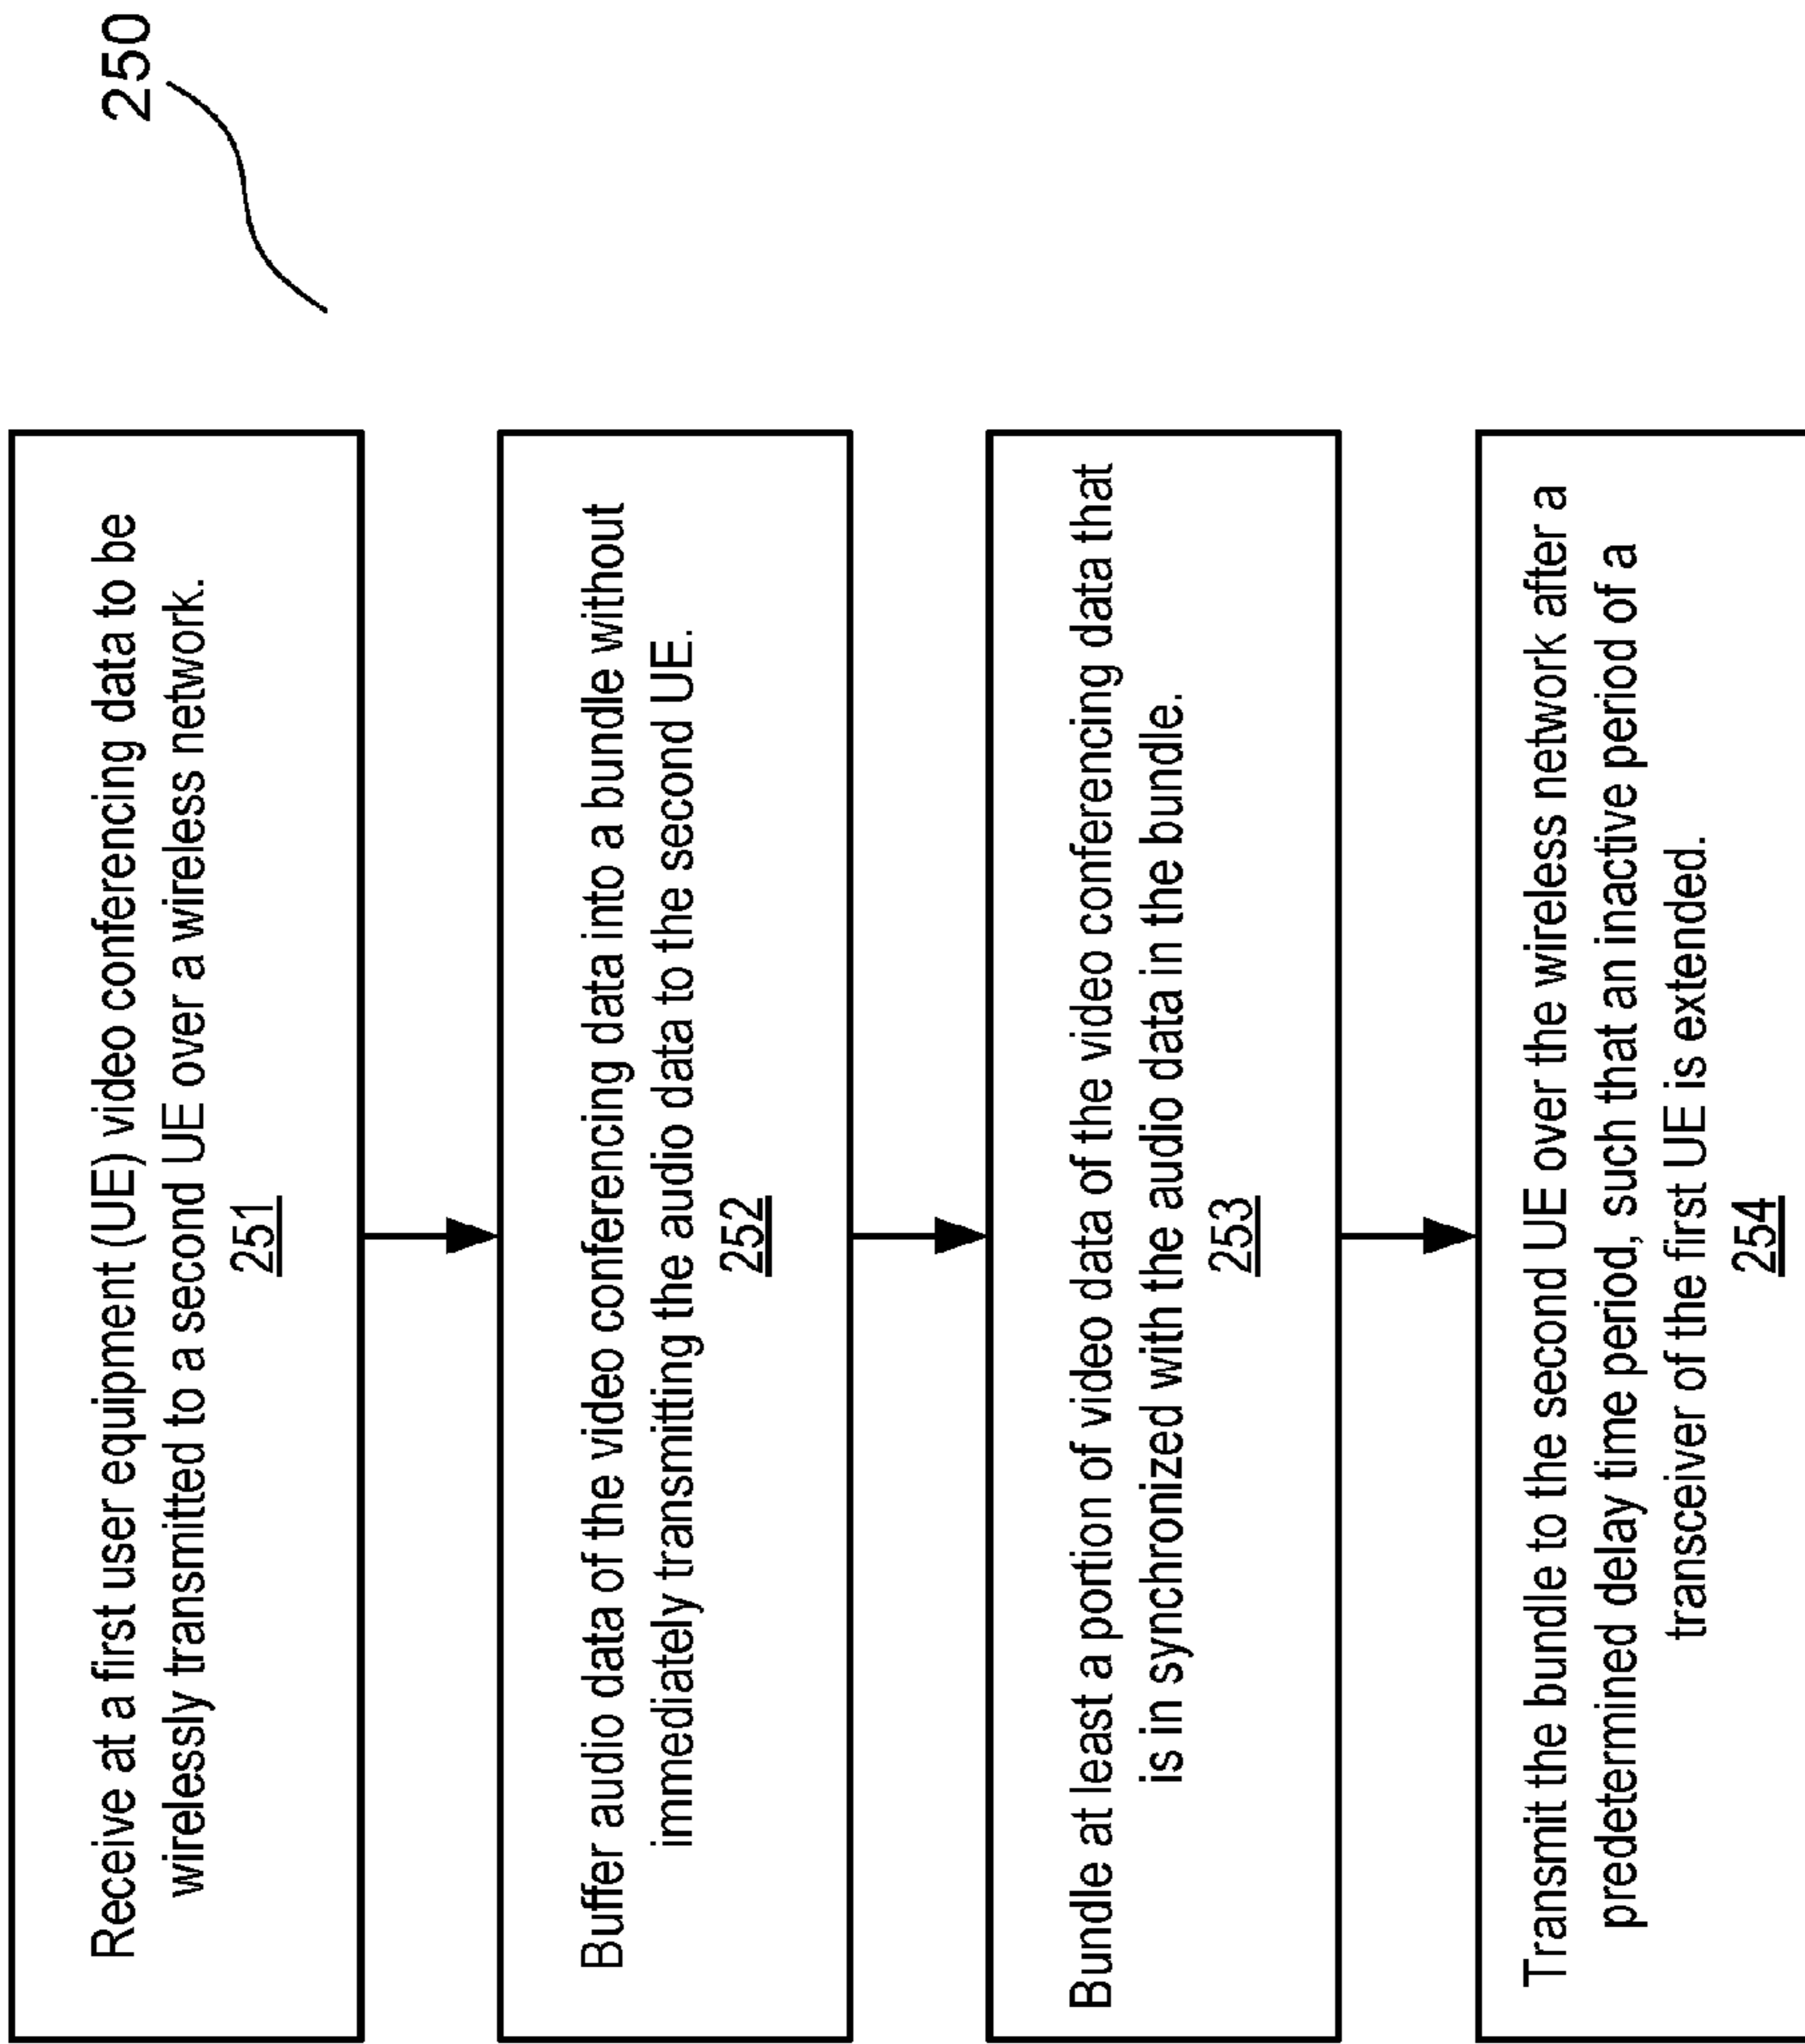 250
Receive at a first user equipment (UE) video conferencing data to be
wirelessly transmitted to a second UE over a wireless network.
251
Buffer audio data of the video conferencing data into a bundle without
immediately transmitting the audio data to the second UE.
252
Bundle at least a portion of video data of the video conferencing data that
is in synchronized with the audio data in the bundle.
253
Transmit the bundle to the second UE over the wireless network after a
predetermined delay time period, such that an inactive period of a
transceiver of the first UE is extended.
254